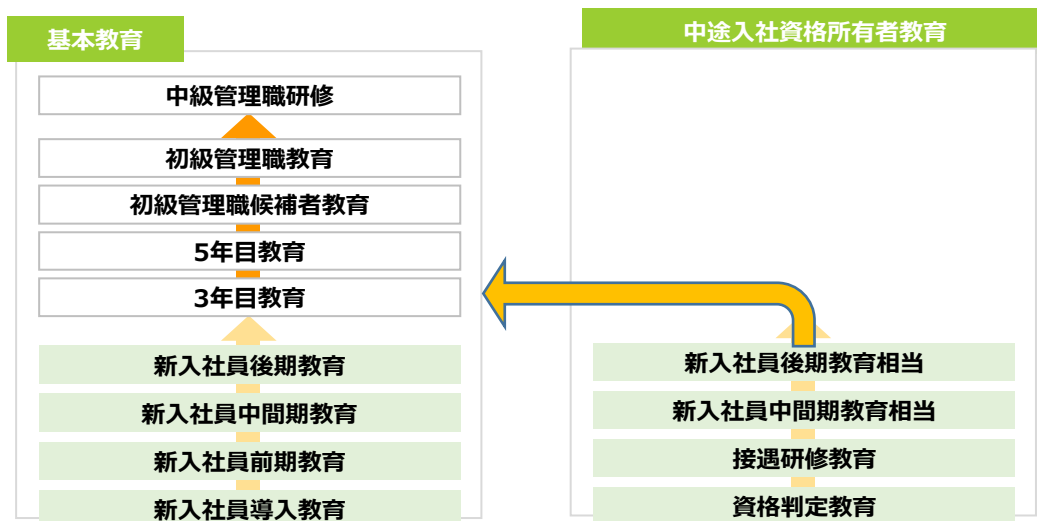 基本教育
中級管理職研修
初級管理職教育
初級管理職候補者教育
5年目教育
3年目教育
新入社員後期教育
新入社員中間期教育
新入社員前期教育
新入社員導入教育
中途入社資格所有者教育
新入社員後期教育相当
新入社員中間期教育相当
接遇研修教育
資格判定教育